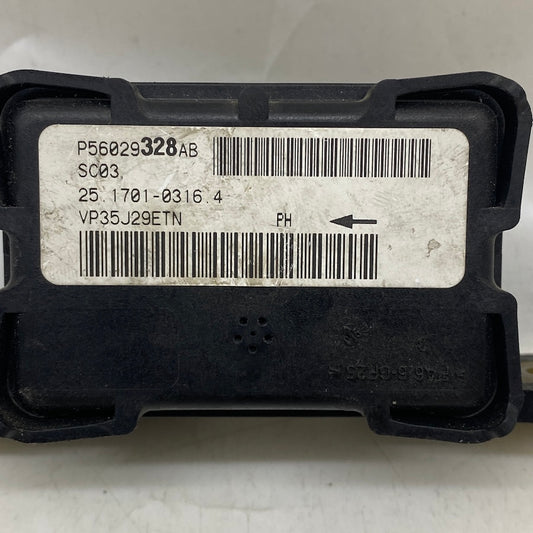 P56029328AB
SC03
25.1701-0316.4
VP35J29ETN PH